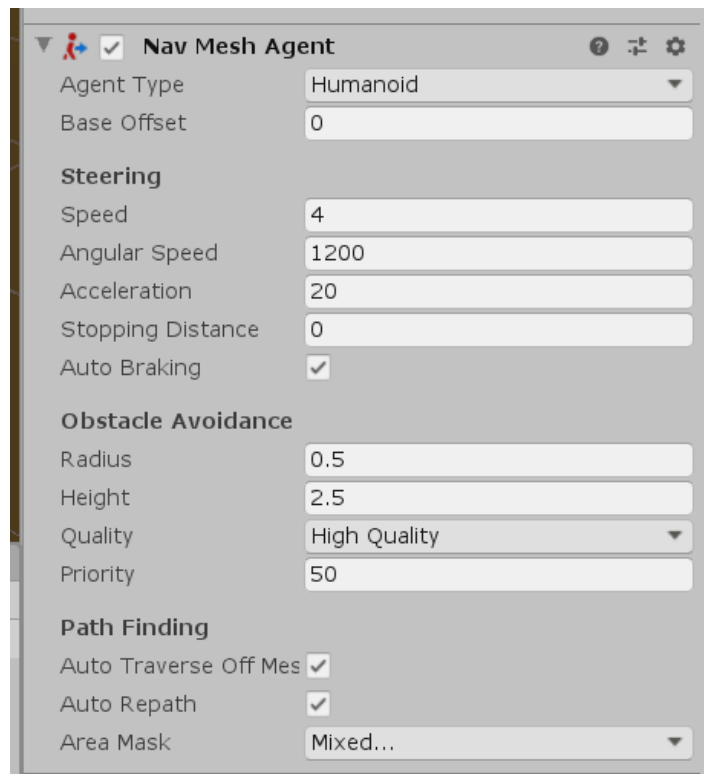 Nav Mesh Agent
Agent Type Humanoid
Base Offset 0
Steering
Speed 4
Angular Speed 1200
Acceleration 20
Stopping Distance 0
Auto Braking
Obstacle Avoidance
Radius 0.5
Height 2.5
Quality High Quality
Priority 50
Path Finding
Auto Traverse Off Mes
Auto Repath
Area Mask Mixed...